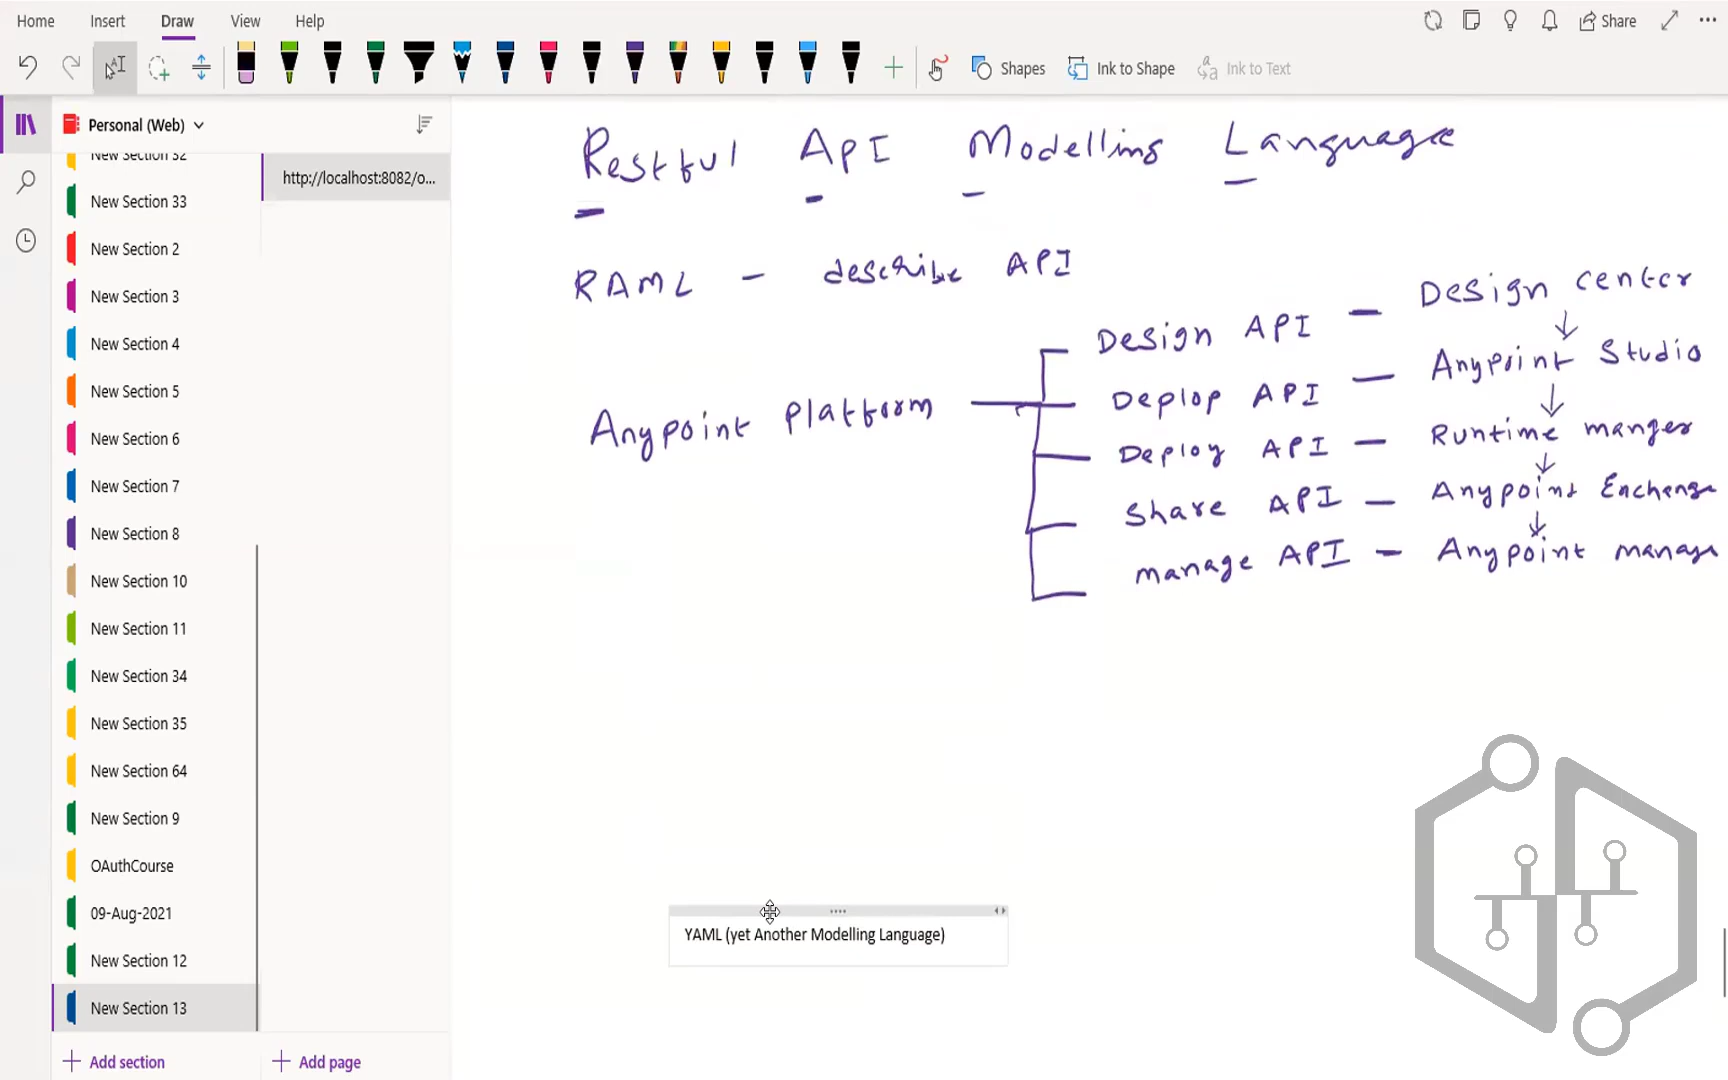 Home Insert Draw View Help
Share
Shapes Ink to Shape Ink to Text
Personal (Web)
New Section 32
New Section 33
New Section 2
New Section 3
New Section 4
New Section 5
New Section 6
New Section 7
New Section 8
New Section 10
New Section 11
New Section 34
New Section 35
New Section 64
New Section 9
OAuthCourse
09-Aug-2021
New Section 12
New Section 13
Add section
http://localhost:8082/o...
Add page
Restful API Modelling Language
RAML - describe API
Anypoint Platform
Design API - Design center
Deplop API - Anypoint Studio
Deploy API - Runtime manger
Share API - Anypoint Exchange
manage API - Anypoint manage
YAML (yet Another Modelling Language)